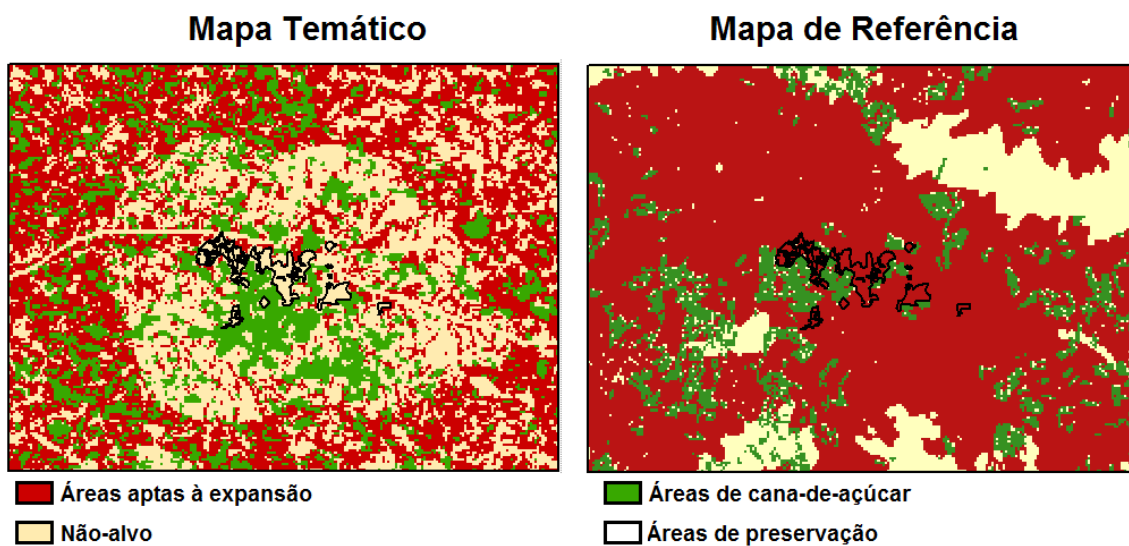 Mapa Temático
Mapa de Referência
Áreas aptas à expansão
Áreas de cana-de-açúcar
Não-alvo
Áreas de preservação